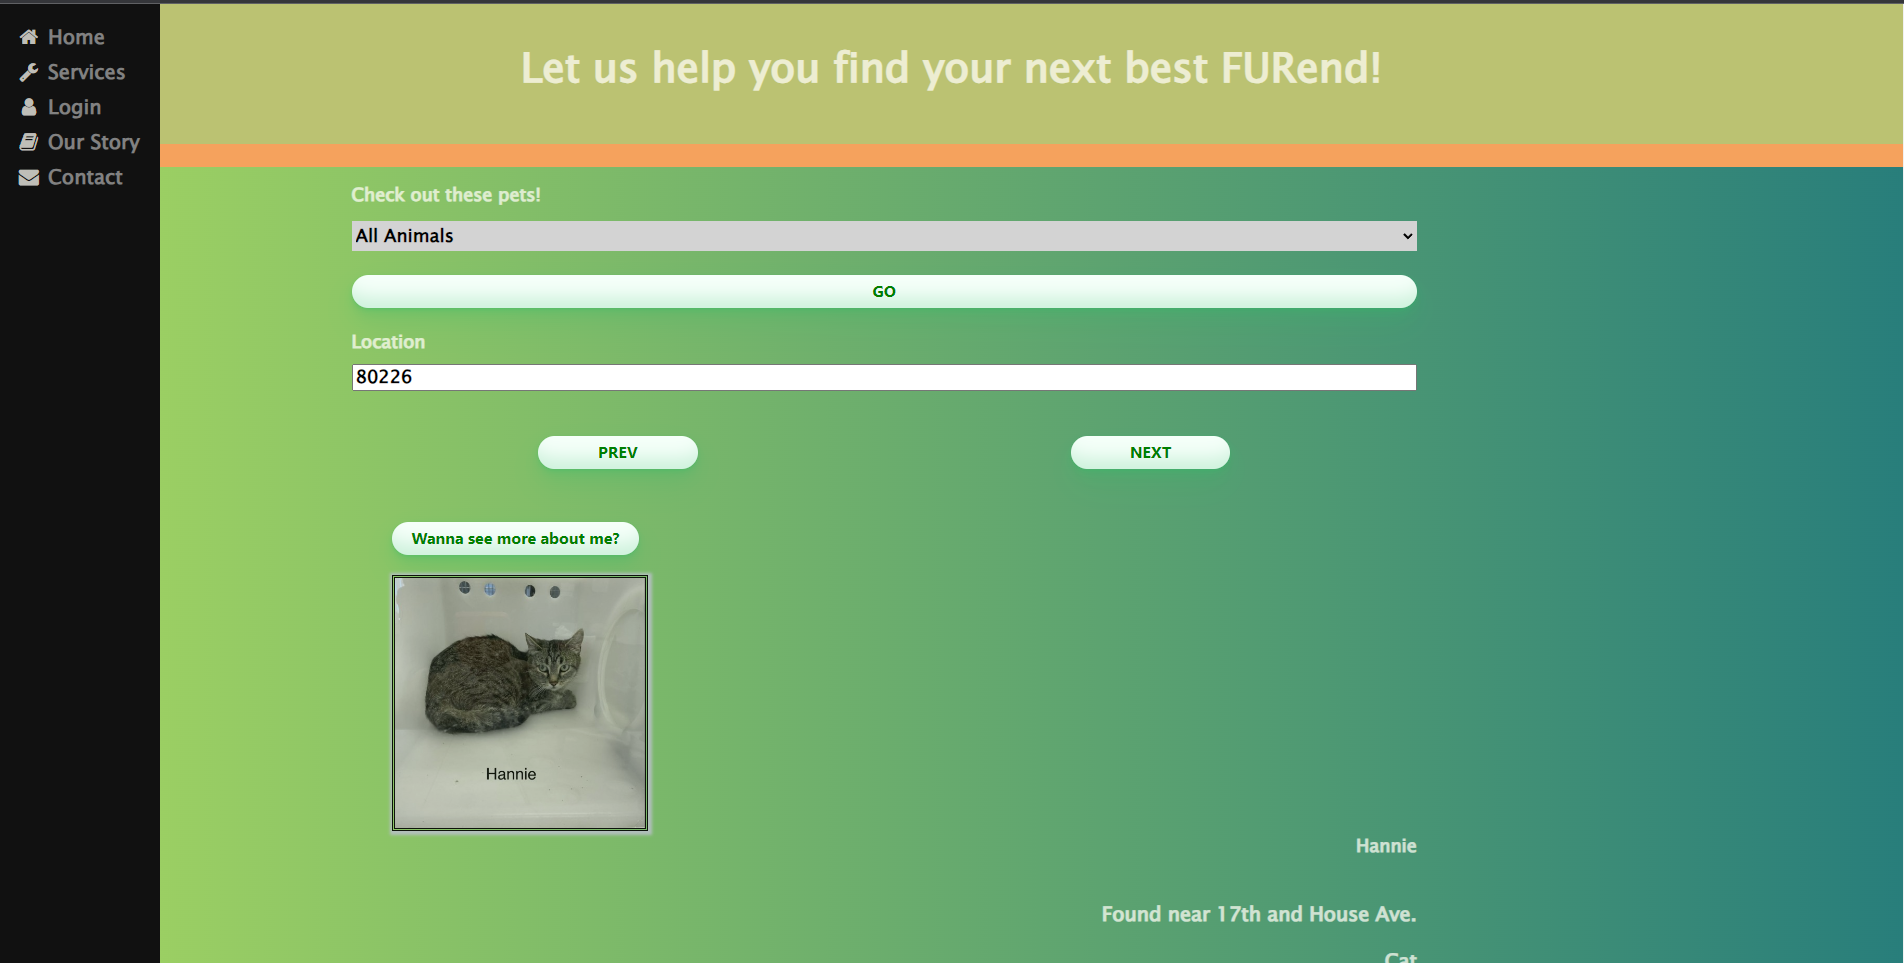 Home
Services
Login
Our Story
Contact
Let us help you find your next best FURend!
Check out these pets!
All Animals
GO
Location
80226
PREV
NEXT
Wanna see more about me?
Hannie
Hannie
Found near 17th and House Ave.
Cat